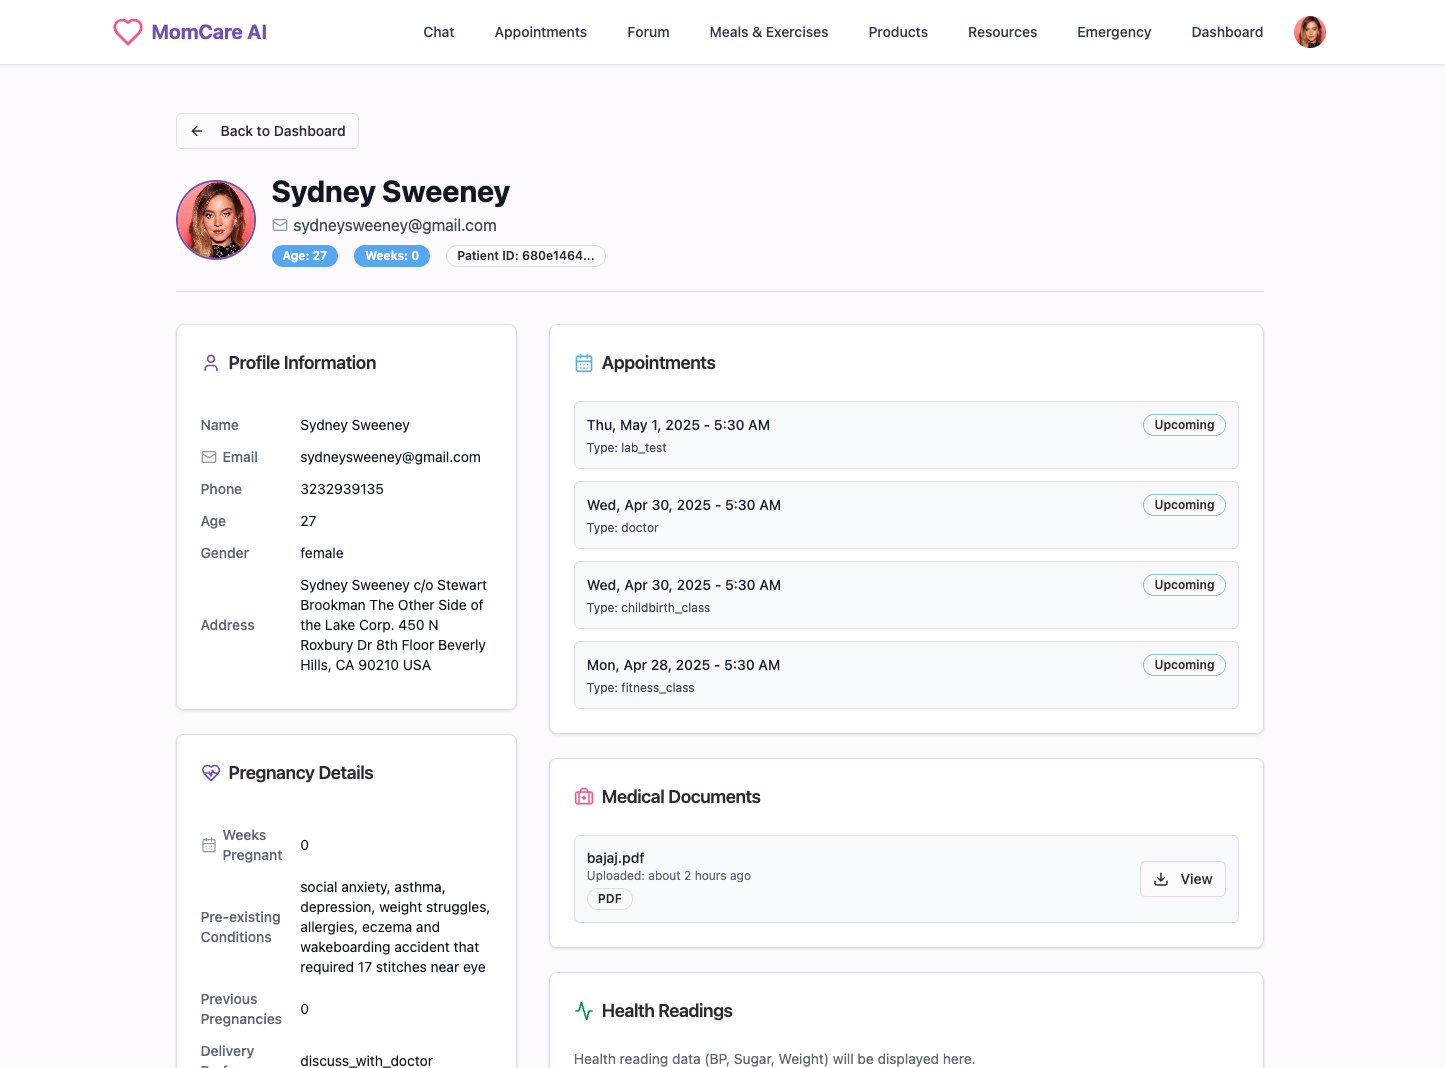 MomCare AI
Chat
Appointments
Forum
Meals & Exercises
Products
Resources
Emergency
Dashboard
Back to Dashboard
Sydney Sweeney
sydneysweeney@gmail.com
Age: 27
Weeks: 0
Patient ID: 680e1464...
Profile Information
Name
Sydney Sweeney
Email
sydneysweeney@gmail.com
Phone
3232939135
Age
27
Gender
female
Address
Sydney Sweeney c/o Stewart
Brookman The Other Side of
the Lake Corp. 450 N
Roxbury Dr 8th Floor Beverly
Hills, CA 90210 USA
Pregnancy Details
Weeks
Pregnant
0
Pre-existing
Conditions
social anxiety, asthma,
depression, weight struggles,
allergies, eczema and
wakeboarding accident that
required 17 stitches near eye
Previous
Pregnancies
0
Delivery
discuss_with_doctor
Appointments
Thu, May 1, 2025 - 5:30 AM
Upcoming
Type: lab_test
Wed, Apr 30, 2025 - 5:30 AM
Upcoming
Type: doctor
Wed, Apr 30, 2025 - 5:30 AM
Upcoming
Type: childbirth_class
Mon, Apr 28, 2025 - 5:30 AM
Upcoming
Type: fitness_class
Medical Documents
bajaj.pdf
Uploaded: about 2 hours ago
PDF
View
Health Readings
Health reading data (BP, Sugar, Weight) will be displayed here.